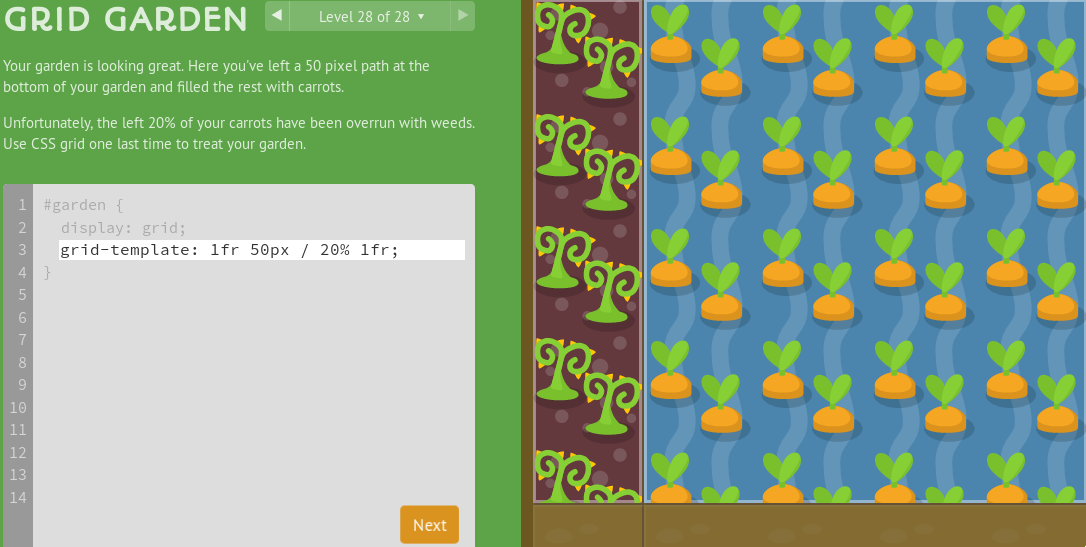 GRID GARDEN
◀ Level 28 of 28 ▼ ▶
Your garden is looking great. Here you've left a 50 pixel path at the
bottom of your garden and filled the rest with carrots.
Unfortunately, the left 20% of your carrots have been overrun with weeds.
Use CSS grid one last time to treat your garden.
1 #garden {
2 display: grid;
3 grid-template: 1fr 50px / 20% 1fr;
4 }
5
6
7
8
9
10
11
12
13
14
Next